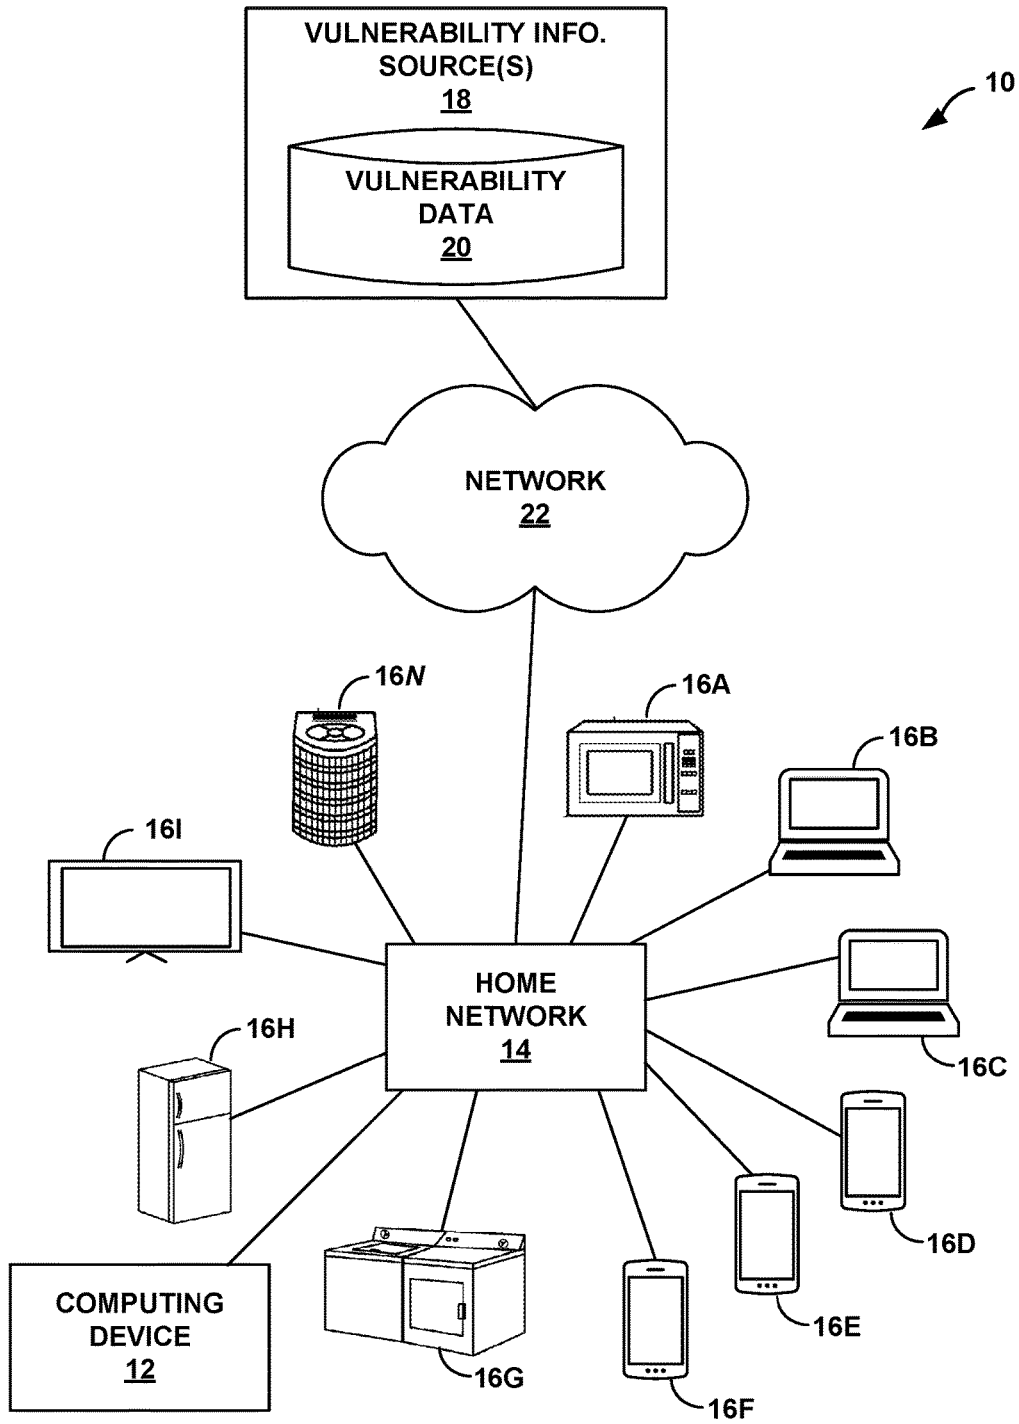 VULNERABILITY INFO.
SOURCE(S)
18
10
VULNERABILITY
DATA
20
NETWORK
22
16N
16A
16B
16I
HOME
NETWORK
14
16H
16C
16D
COMPUTING
DEVICE
12
16E
16G
16F